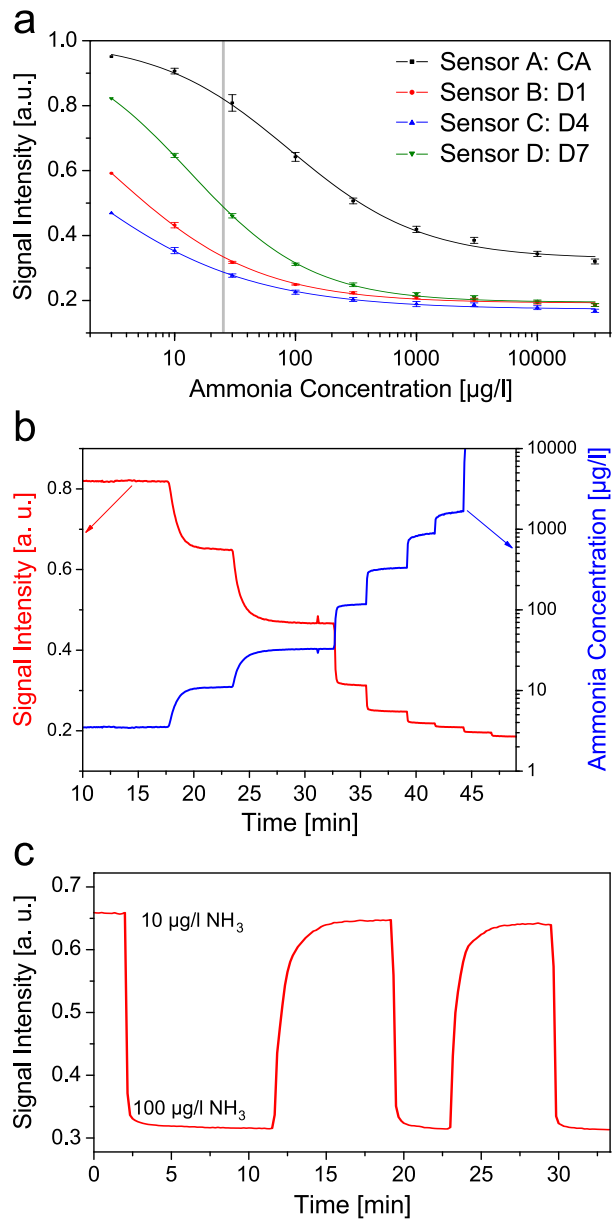 a
1.0
0.8
0.6
0.4
0.2
Signal Intensity [a.u.]
Sensor A: CA
Sensor B: D1
Sensor C: D4
Sensor D: D7
10 100 1000 10000
Ammonia Concentration [µg/l]
b
0.8
0.6
0.4
0.2
Signal Intensity [a. u.]
10000
1000
100
10
1
Ammonia Concentration [µg/l]
10 15 20 25 30 35 40 45
Time [min]
c
0.7
0.6
0.5
0.4
0.3
Signal Intensity [a. u.]
10 µg/l NH3
100 µg/l NH3
0 5 10 15 20 25 30
Time [min]